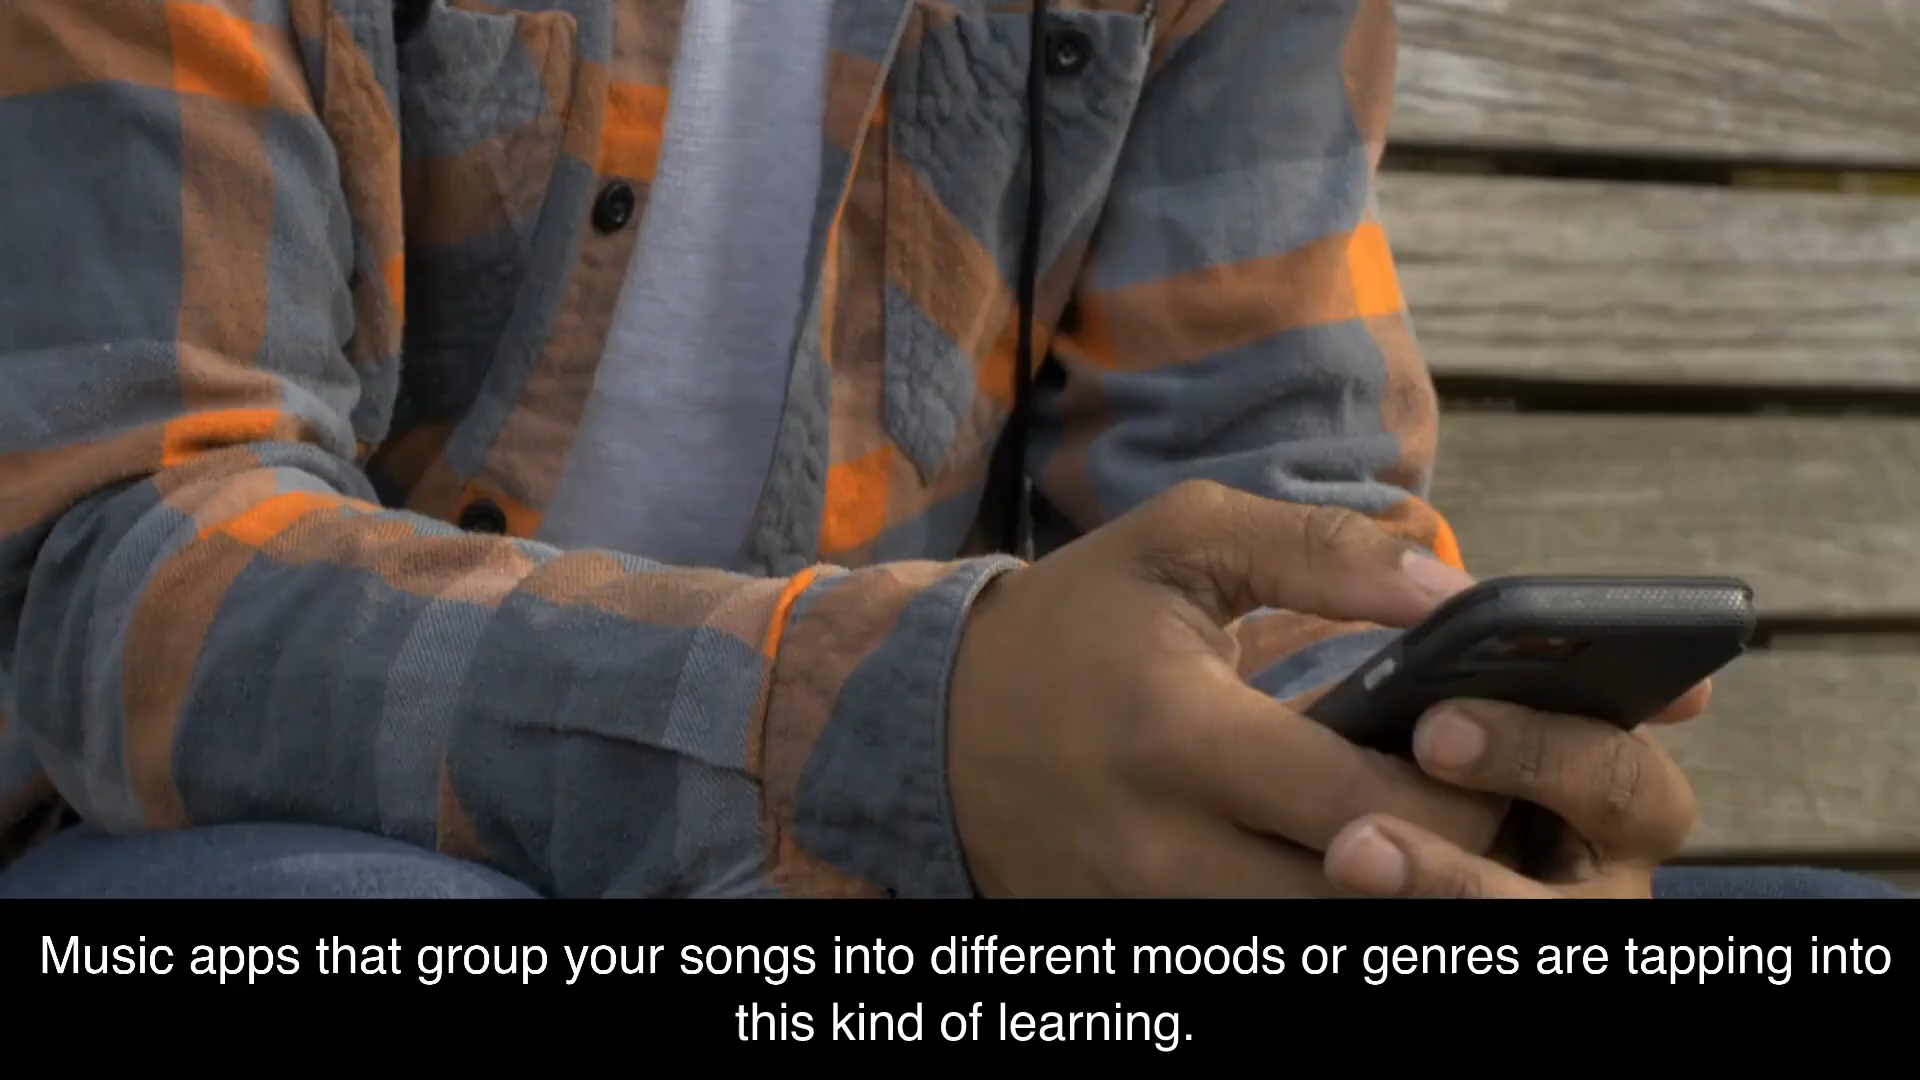 Music apps that group your songs into different moods or genres are tapping into
this kind of learning.